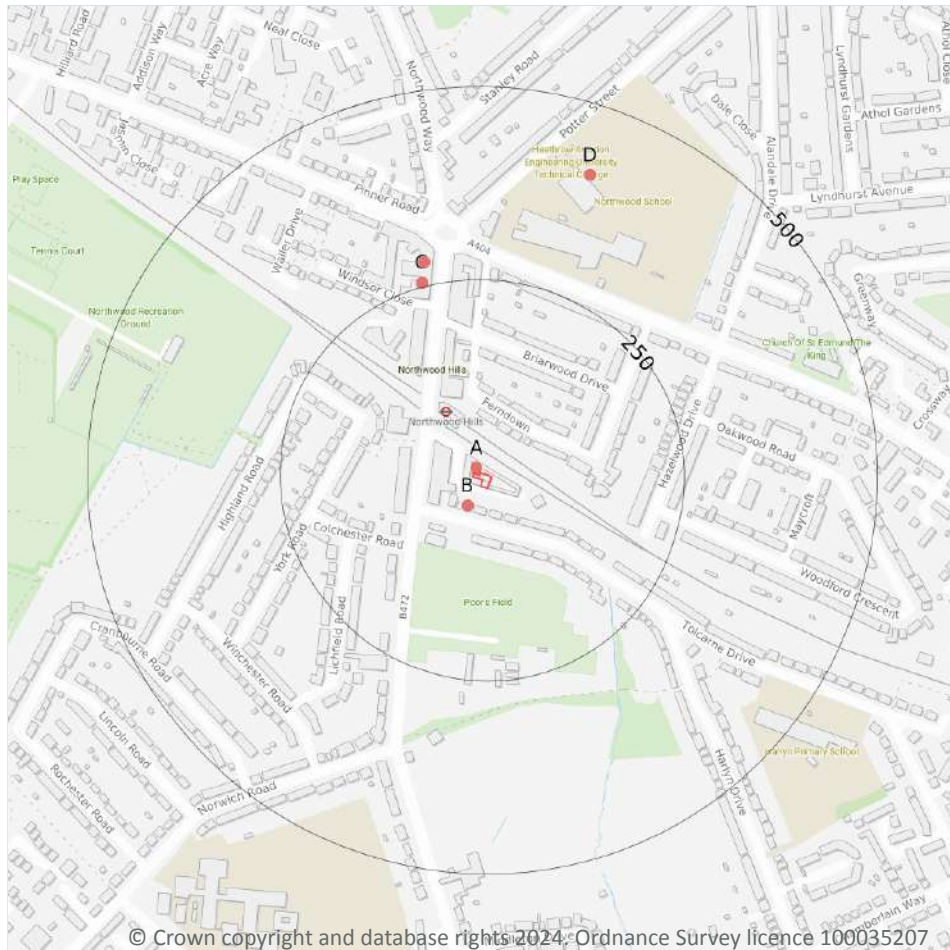 Hilliard Road
Addison Way
Acre Way
Neal Close
Northwood Way
Stanley Road
Potter Street
Dale Close
Lyndhurst Gardens
Athol Gardens
Alandale Drive
Lyndhurst Avenue
Play Space
Pinner Road
D
Engineering University
Northwood School
500
Tennis Court
Waller Drive
A404
C
Windsor Close
Greenway
Northwood Recreation
Ground
250
Church Of St Edmund The
King
Northwood Hills
Briarwood Drive
Crossway
Northwood Hills
Ferndown
Hazelwood Drive
Oakwood Road
A
B
Highland Road
Maycroft
York Road
Colchester Road
Woodford Crescent
Lichfield Road
B472
Poor's Field
Cranbourne Road
Winchester Road
Tolcarne Drive
Lincoln Road
Harlyn Primary School
Rochester Road
Harlyn Drive
Norwich Road
© Crown copyright and database rights 2024. Ordnance Survey licence 100035207